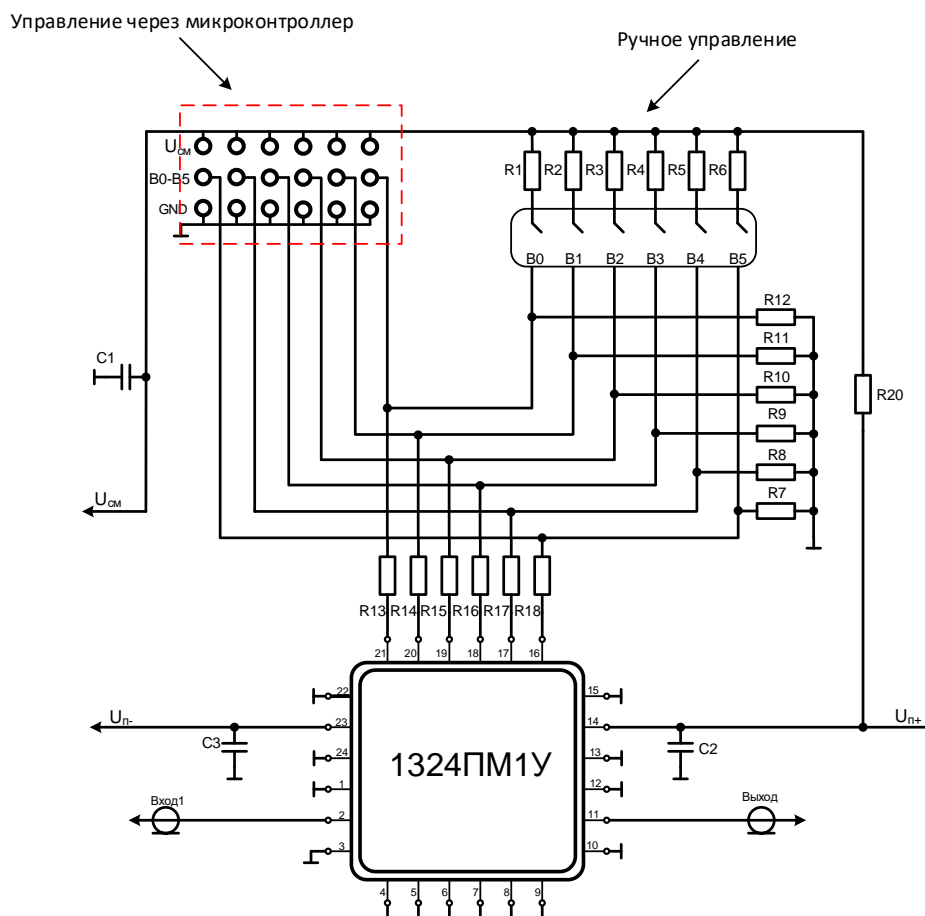 Управление через микроконтроллер
Ручное управление
Uсм
B0-B5
GND
R1
R2
R3
R4
R5
R6
B0
B1
B2
B3
B4
B5
R12
R11
R10
R9
R8
R7
R20
C1
Uсм
R13
R14
R15
R16
R17
R18
21
20
19
18
17
16
22
23
24
1
2
3
15
14
13
12
11
10
Uп-
C3
1324ПМ1У
C2
Uп+
Вход1
Выход
4
5
6
7
8
9